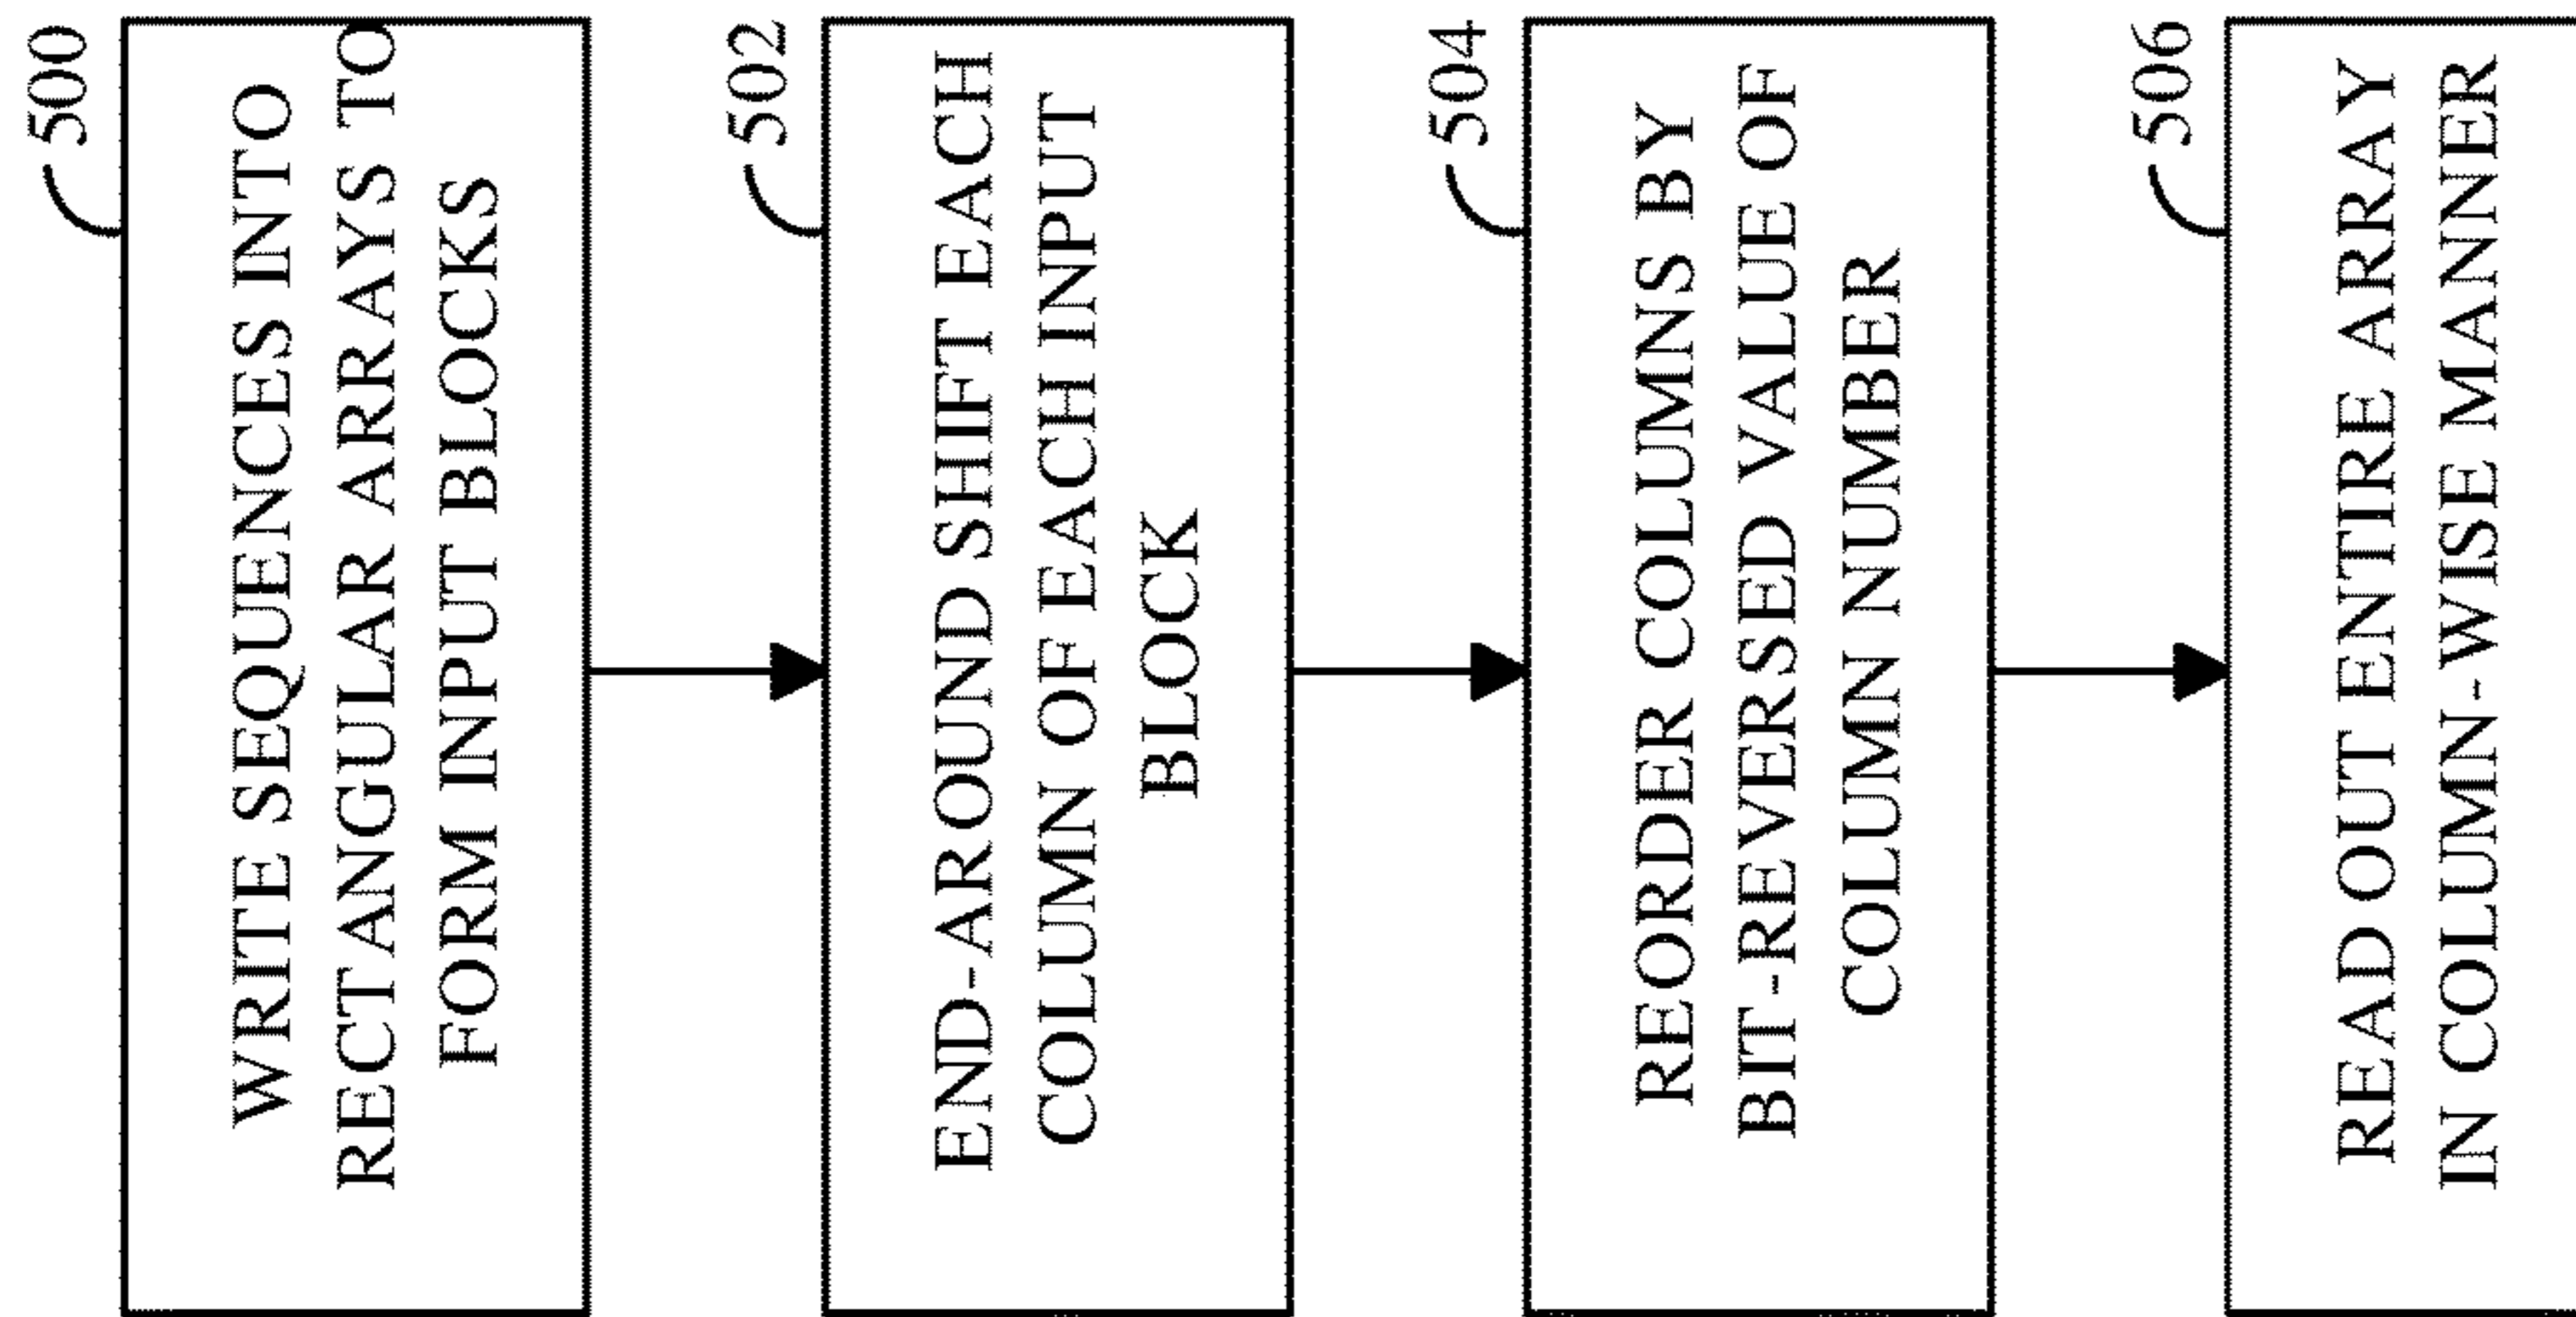 500
WRITE SEQUENCES INTO
RECTANGULAR ARRAYS TO
FORM INPUT BLOCKS
502
END-AROUND SHIFT EACH
COLUMN OF EACH INPUT
BLOCK
504
REORDER COLUMNS BY
BIT-REVERSED VALUE OF
COLUMN NUMBER
506
READ OUT ENTIRE ARRAY
IN COLUMN-WISE MANNER